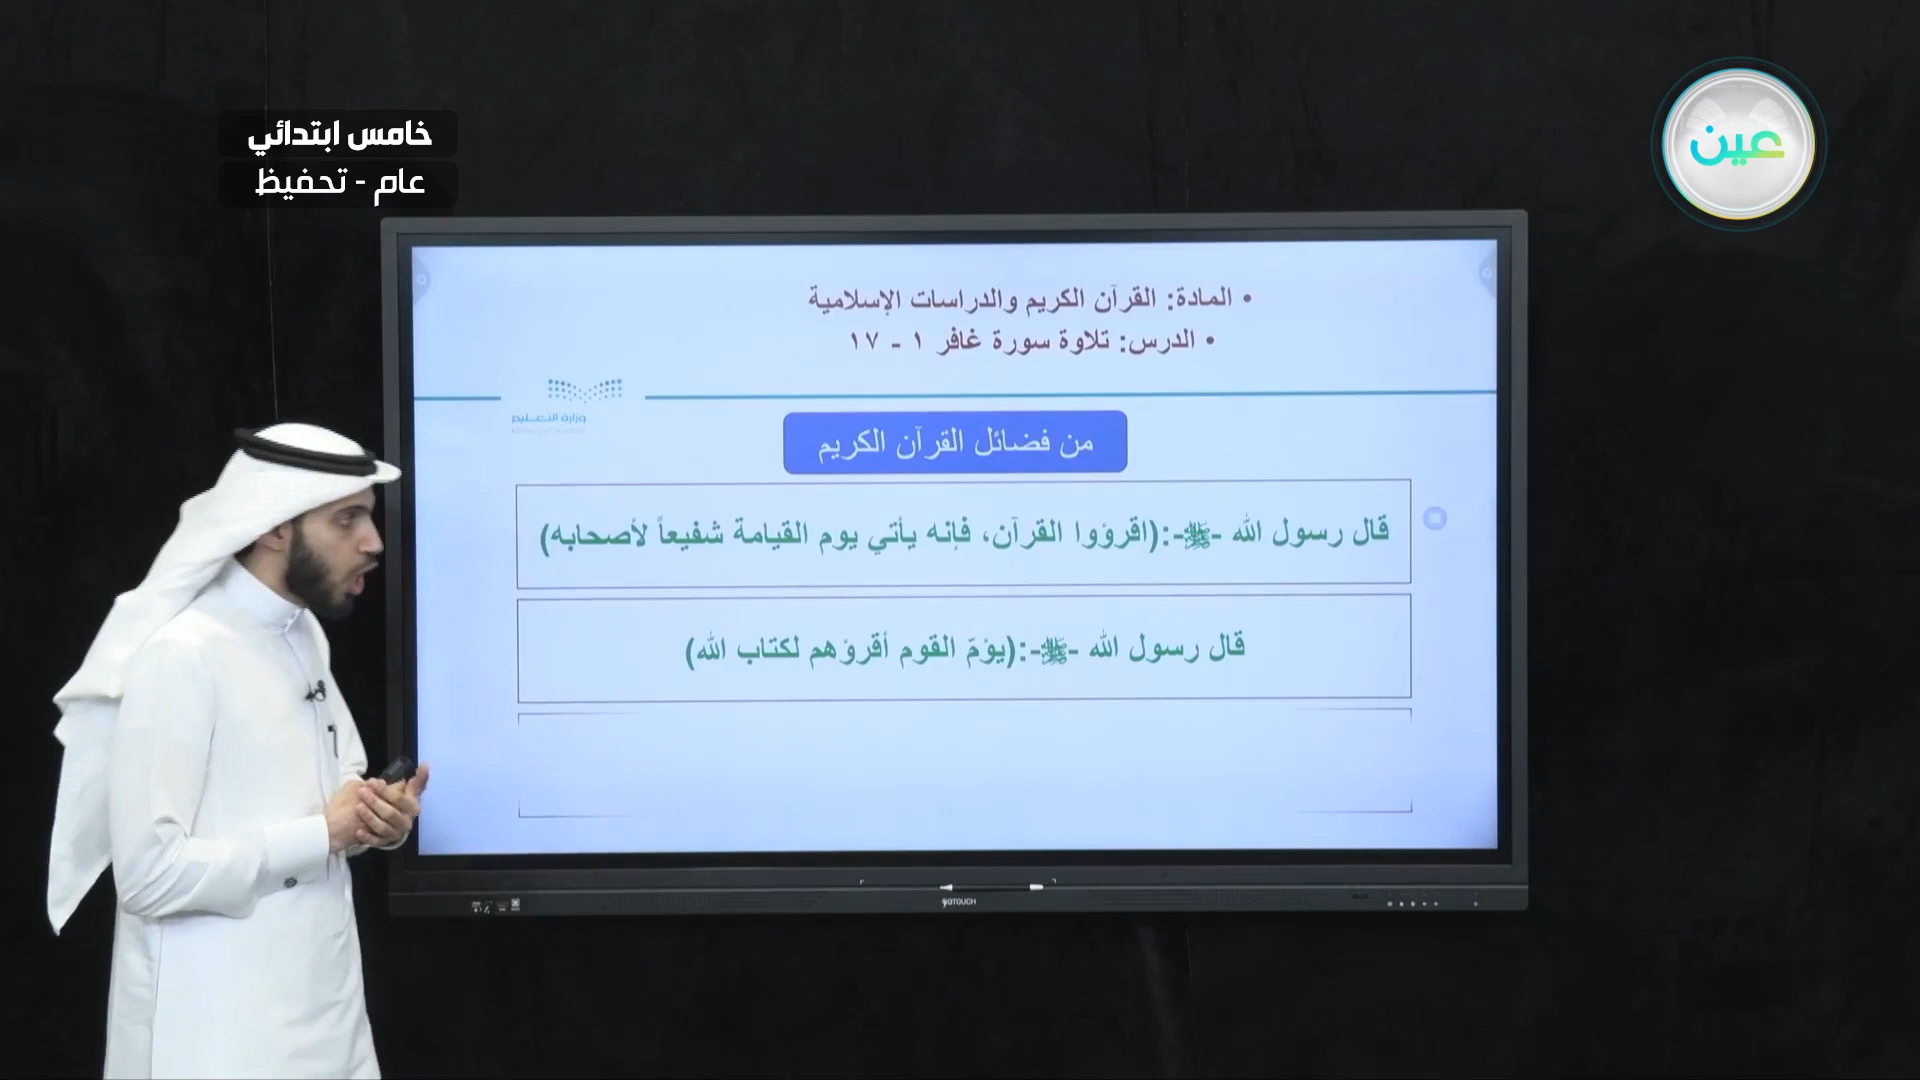 خامس ابتدائي
عام - تحفيظ
عين
• المادة: القرآن الكريم والدراسات الإسلامية
• الدرس: تلاوة سورة غافر ١ - ١٧
وزارة التعليم
من فضائل القرآن الكريم
قال رسول الله -ﷺ-:(اقرؤوا القرآن، فإنه يأتي يوم القيامة شفيعاً لأصحابه)
قال رسول الله -ﷺ-:(يؤمّ القوم أقرؤهم لكتاب الله)